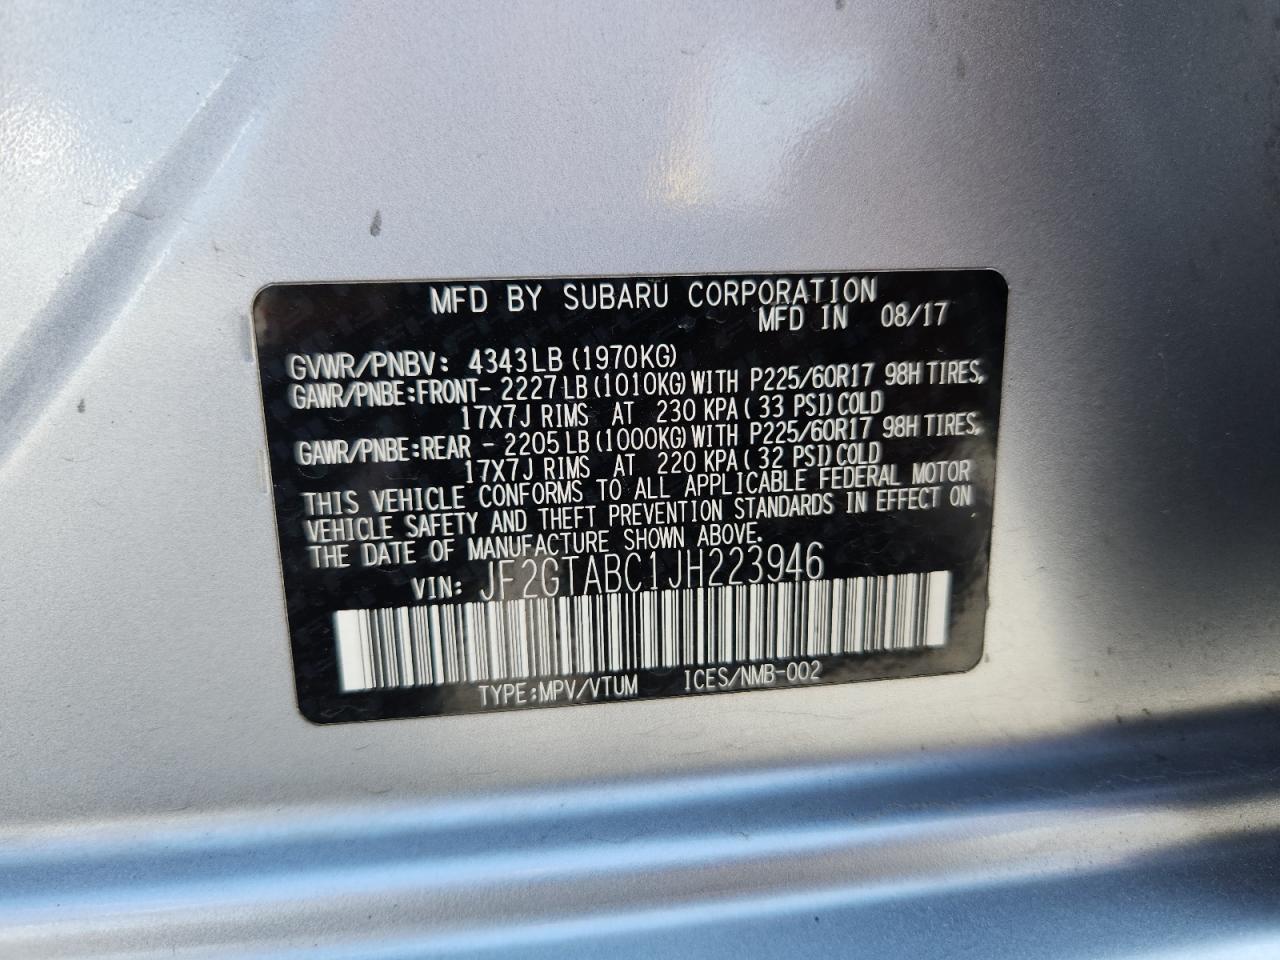 MFD BY SUBARU CORPORATION
MFD IN 08/17
GVWR/PNBV: 4343LB (1970KG)
GAWR/PNBE:FRONT- 2227LB(1010KG)WITH P225/60R17 98H TIRES,
17X7J RIMS AT 230 KPA( 33 PSI)COLD
GAWR/PNBE:REAR - 2205LB(1000KG)WITH P225/60R17 98H TIRES,
17X7J RIMS AT 220 KPA( 32 PSI)COLD
THIS VEHICLE CONFORMS TO ALL APPLICABLE FEDERAL MOTOR
VEHICLE SAFETY AND THEFT PREVENTION STANDARDS IN EFFECT ON
THE DATE OF MANUFACTURE SHOWN ABOVE.
VIN: JF2GTABC1JH223946
TYPE:MPV/VTUM ICES/NMB-002